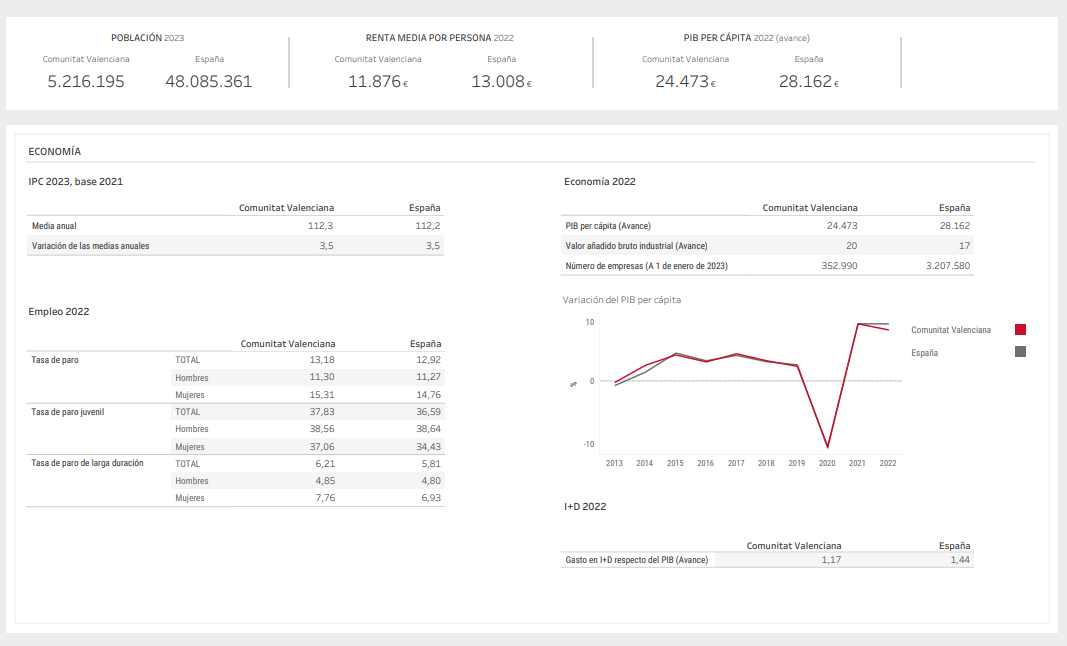 POBLACIÓN 2023
Comunitat Valenciana España
5.216.195 48.085.361
RENTA MEDIA POR PERSONA 2022
Comunitat Valenciana España
11.876 € 13.008 €
PIB PER CÁPITA 2022 (avance)
Comunitat Valenciana España
24.473 € 28.162 €
ECONOMÍA
IPC 2023, base 2021
Comunitat Valenciana España
Media anual 112,3 112,2
Variación de las medias anuales 3,5 3,5
Empleo 2022
Comunitat Valenciana España
Tasa de paro TOTAL 13,18 12,92
Hombres 11,30 11,27
Mujeres 15,31 14,76
Tasa de paro juvenil TOTAL 37,83 36,59
Hombres 38,56 38,64
Mujeres 37,06 34,43
Tasa de paro de larga duración TOTAL 6,21 5,81
Hombres 4,85 4,80
Mujeres 7,76 6,93
Economía 2022
Comunitat Valenciana España
PIB per cápita (Avance) 24.473 28.162
Valor añadido bruto industrial (Avance) 20 17
Número de empresas (A 1 de enero de 2023) 352.990 3.207.580
Variación del PIB per cápita
10
% 0
-10
2013 2014 2015 2016 2017 2018 2019 2020 2021 2022
Comunitat Valenciana
España
I+D 2022
Comunitat Valenciana España
Gasto en I+D respecto del PIB (Avance) 1,17 1,44